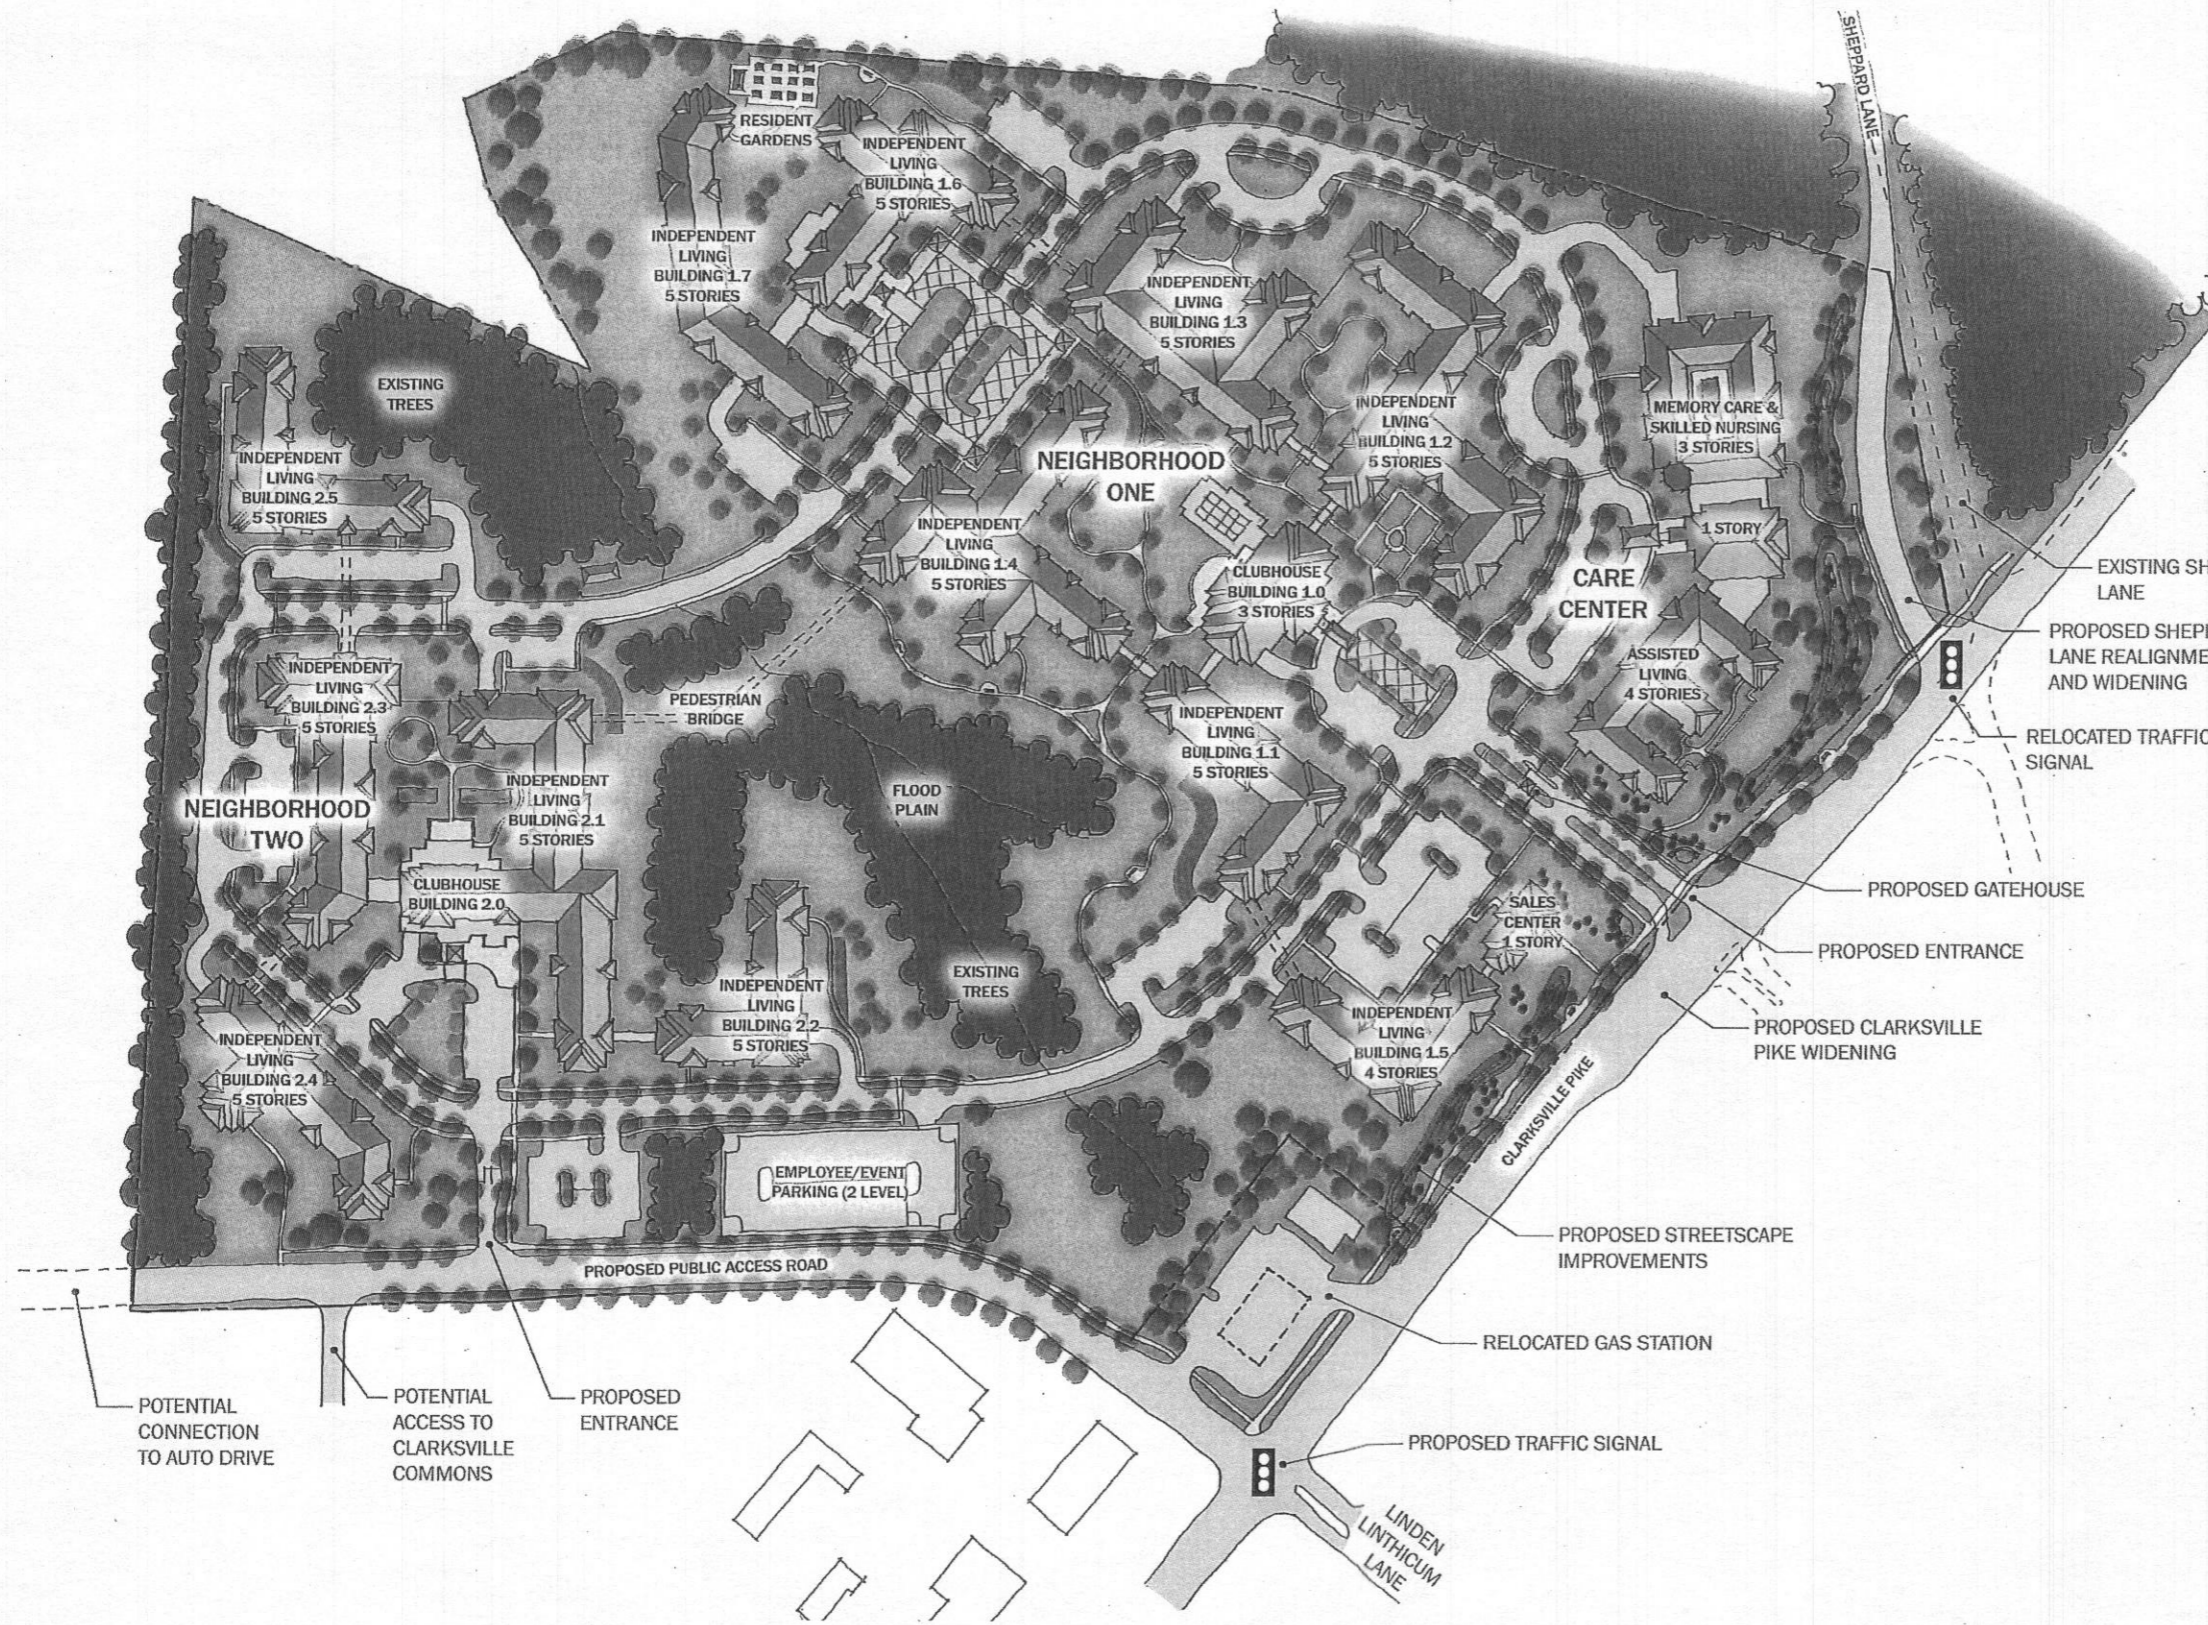 SHEPPARD LANE
RESIDENT
GARDENS
INDEPENDENT
LIVING
BUILDING 1.6
5 STORIES
INDEPENDENT
LIVING
BUILDING 1.7
5 STORIES
INDEPENDENT
LIVING
BUILDING 1.3
5 STORIES
EXISTING
TREES
INDEPENDENT
LIVING
BUILDING 1.2
5 STORIES
MEMORY CARE &
SKILLED NURSING
3 STORIES
INDEPENDENT
LIVING
BUILDING 2.5
5 STORIES
NEIGHBORHOOD
ONE
INDEPENDENT
LIVING
BUILDING 1.4
5 STORIES
1 STORY
CLUBHOUSE
BUILDING 1.0
3 STORIES
CARE
CENTER
EXISTING SH
LANE
PROPOSED SHEPI
LANE REALIGNME
AND WIDENING
INDEPENDENT
LIVING
BUILDING 2.3
5 STORIES
PEDESTRIAN
BRIDGE
ASSISTED
LIVING
4 STORIES
INDEPENDENT
LIVING
BUILDING 1.1
5 STORIES
RELOCATED TRAFFIC
SIGNAL
NEIGHBORHOOD
TWO
INDEPENDENT
LIVING
BUILDING 2.1
5 STORIES
FLOOD
PLAIN
CLUBHOUSE
BUILDING 2.0
PROPOSED GATEHOUSE
SALES
CENTER
1 STORY
PROPOSED ENTRANCE
EXISTING
TREES
INDEPENDENT
LIVING
BUILDING 2.2
5 STORIES
INDEPENDENT
LIVING
BUILDING 1.5
4 STORIES
PROPOSED CLARKSVILLE
PIKE WIDENING
INDEPENDENT
LIVING
BUILDING 2.4
5 STORIES
CLARKSVILLE PIKE
EMPLOYEE/EVENT
PARKING (2 LEVEL)
PROPOSED STREETSCAPE
IMPROVEMENTS
PROPOSED PUBLIC ACCESS ROAD
RELOCATED GAS STATION
POTENTIAL
CONNECTION
TO AUTO DRIVE
POTENTIAL
ACCESS TO
CLARKSVILLE
COMMONS
PROPOSED
ENTRANCE
PROPOSED TRAFFIC SIGNAL
LINDEN
LINTHICUM
LANE